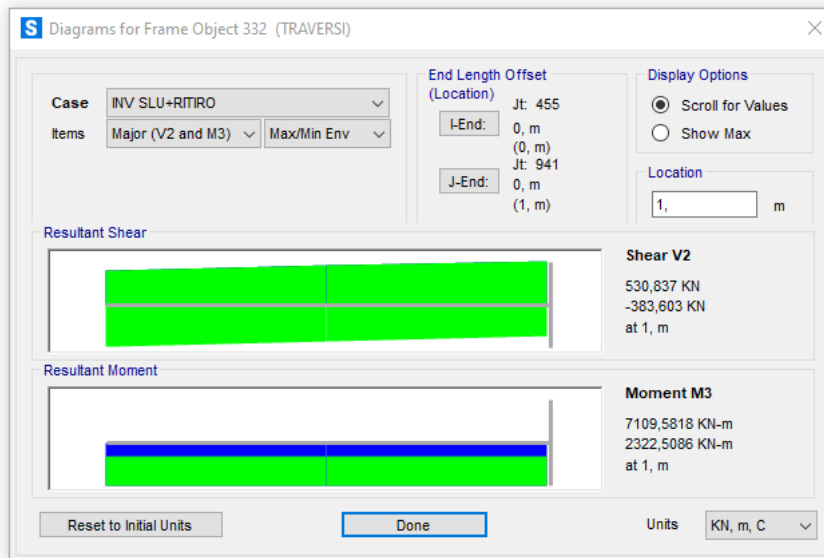 S Diagrams for Frame Object 332 (TRAVERSI)
Case INV SLU+RITIRO
Items Major (V2 and M3) Max/Min Env
End Length Offset
(Location)
I-End:
Jt: 455
0, m
(0, m)
J-End:
Jt: 941
0, m
(1, m)
Display Options
Scroll for Values
Show Max
Location
1, m
Resultant Shear
Shear V2
530,837 KN
-383,603 KN
at 1, m
Resultant Moment
Moment M3
7109,5818 KN-m
2322,5086 KN-m
at 1, m
Reset to Initial Units
Done
Units KN, m, C